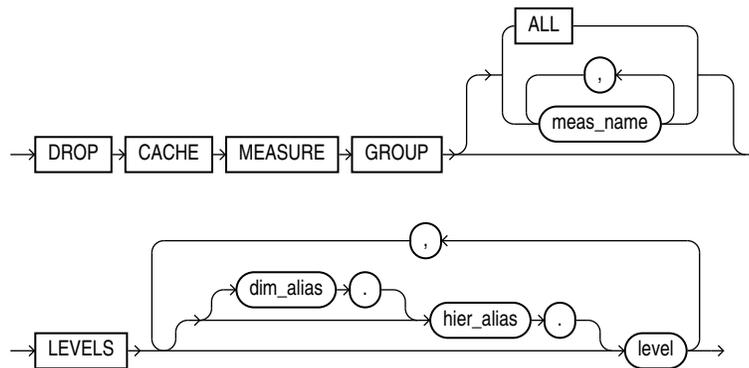 ALL
,
meas_name
DROP CACHE MEASURE GROUP
,
dim_alias .
hier_alias .
LEVELS level